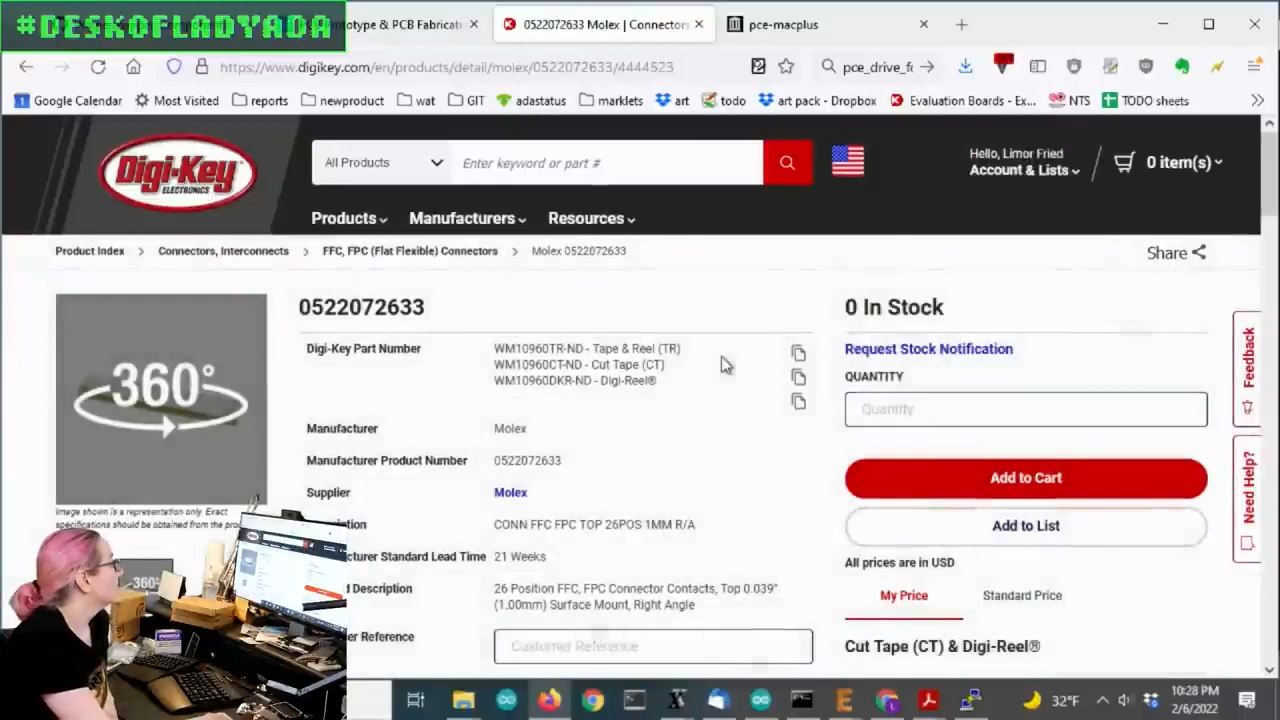 #DESKOFLADYADA
Prototype & PCB Fabricat
0522072633 Molex | Connectors
pce-macplus
https://www.digikey.com/en/products/detail/molex/0522072633/4444523
pce_drive_f
Google Calendar
Most Visited
reports
newproduct
wat
GIT
adastatus
marklets
art
todo
art pack - Dropbox
Evaluation Boards - Ex...
NTS
TODO sheets
Digi-Key
ELECTRONICS
All Products
Enter keyword or part #
Hello, Limor Fried
Account & Lists
0 item(s)
Products
Manufacturers
Resources
Product Index > Connectors, Interconnects > FFC, FPC (Flat Flexible) Connectors > Molex 0522072633
Share
360°
Image shown is a representation only. Exact
specifications should be obtained from the pro
360°
0522072633
Digi-Key Part Number
WM10960TR-ND - Tape & Reel (TR)
WM10960CT-ND - Cut Tape (CT)
WM10960DKR-ND - Digi-Reel®
Manufacturer
Molex
Manufacturer Product Number
0522072633
Supplier
Molex
CONN FFC FPC TOP 26POS 1MM R/A
Standard Lead Time
21 Weeks
Description
26 Position FFC, FPC Connector Contacts, Top 0.039"
(1.00mm) Surface Mount, Right Angle
Reference
Customer Reference
0 In Stock
Request Stock Notification
QUANTITY
Quantity
Add to Cart
Add to List
All prices are in USD
My Price
Standard Price
Cut Tape (CT) & Digi-Reel®
Feedback
Need Help?
32°F
10:28 PM
2/6/2022